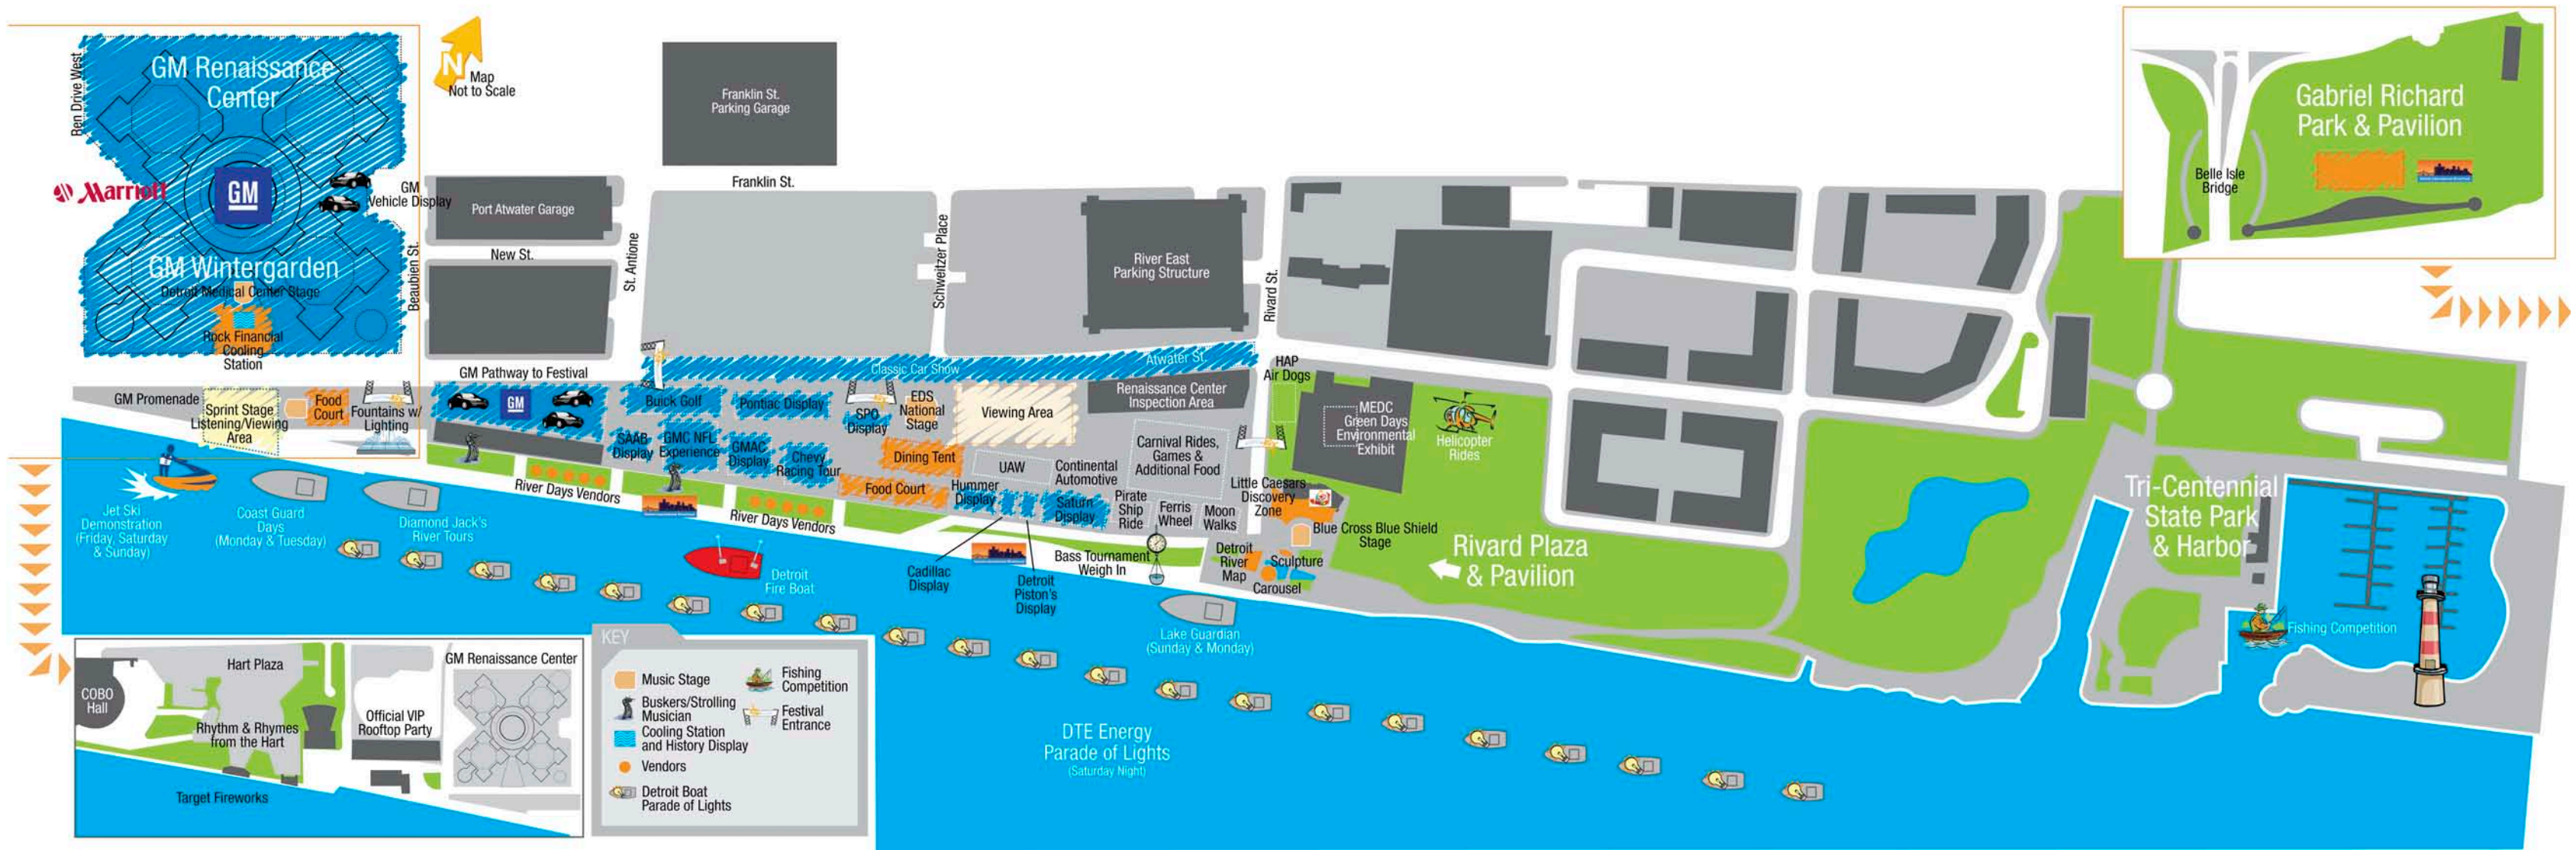 Ren Drive West
GM Renaissance
Center
Marriott
GM
GM
Vehicle Display
GM Wintergarden
Detroit Medical Center Stage
Rock Financial
Cooling
Station
Beaubien St.
N
Map
Not to Scale
Franklin St.
Parking Garage
Franklin St.
Port Atwater Garage
New St.
St. Antione
Schweitzer Place
River East
Parking Structure
Rivard St.
Gabriel Richard
Park & Pavilion
Belle Isle
Bridge
GM Promenade
Sprint Stage
Listening/Viewing
Area
Food
Court
Fountains w/
Lighting
GM Pathway to Festival
GM
Classic Car Show
Atwater St.
Buick Golf
Pontiac Display
SPO
Display
EDS
National
Stage
Viewing Area
Renaissance Center
Inspection Area
HAP
Air Dogs
MEDC
Green Days
Environmental
Exhibit
Helicopter
Rides
SAAB
Display
GMC NFL
Experience
GMAC
Display
Chevy
Racing Tour
Dining Tent
Food Court
UAW
Continental
Automotive
Carnival Rides,
Games &
Additional Food
Hummer
Display
Saturn
Display
Pirate
Ship
Ride
Ferris
Wheel
Moon
Walks
Little Caesars
Discovery
Zone
Blue Cross Blue Shield
Stage
River Days Vendors
River Days Vendors
Jet Ski
Demonstration
(Friday, Saturday
& Sunday)
Coast Guard
Days
(Monday & Tuesday)
Diamond Jack's
River Tours
Detroit
Fire Boat
Cadillac
Display
Detroit
Piston's
Display
Bass Tournament
Weigh In
Detroit
River
Map
Sculpture
Carousel
Rivard Plaza
& Pavilion
Tri-Centennial
State Park
& Harbor
Fishing Competition
Lake Guardian
(Sunday & Monday)
DTE Energy
Parade of Lights
(Saturday Night)
COBO
Hall
Hart Plaza
Rhythm & Rhymes
from the Hart
Official VIP
Rooftop Party
GM Renaissance Center
Target Fireworks
KEY
Music Stage
Buskers/Strolling
Musician
Cooling Station
and History Display
Vendors
Detroit Boat
Parade of Lights
Fishing
Competition
Festival
Entrance